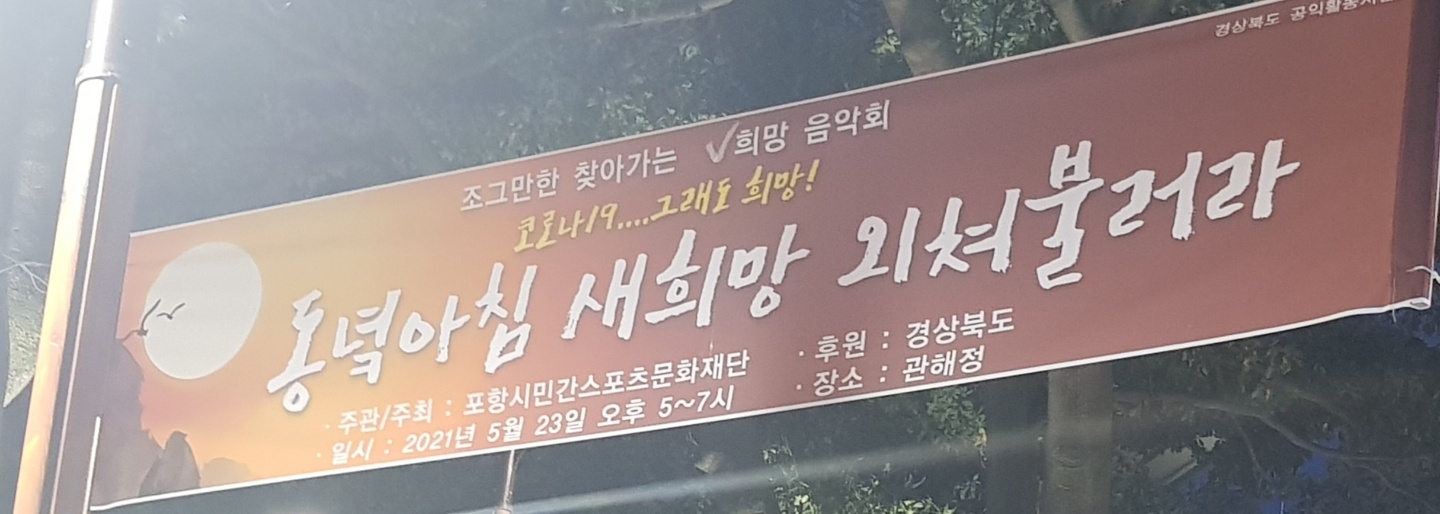 경상북도 공익활동
조그만한 찾아가는 ✓희망 음악회
코로나19....그래도 희망!
동녘아침 새희망 외쳐불러라
· 주관/주최 : 포항시민간스포츠문화재단
· 일시 : 2021년 5월 23일 오후 5~7시
· 후원 : 경상북도
· 장소 : 관해정